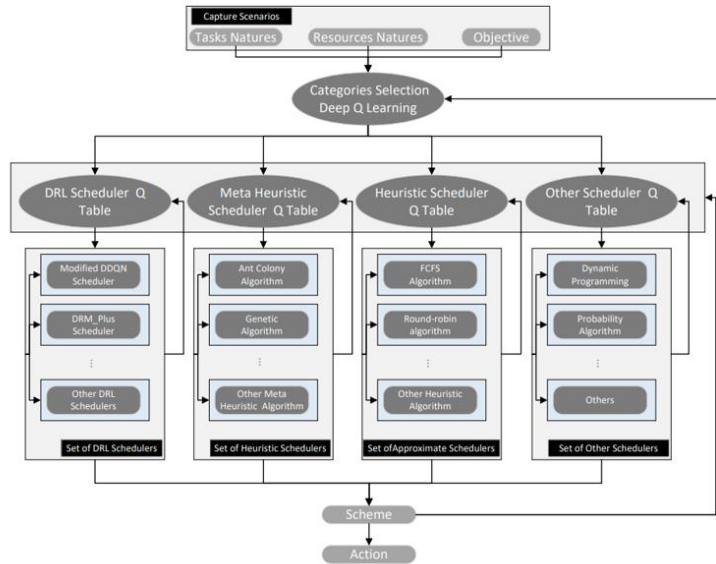 Capture Scenarios
Tasks Natures
Resources Natures
Objective
Categories Selection
Deep Q Learning
DRL Scheduler Q
Table
Meta Heuristic
Scheduler Q Table
Heuristic Scheduler
Q Table
Other Scheduler Q
Table
Modified DDQN
Scheduler
DRM_Plus
Scheduler
...
Other DRL
Schedulers
Set of DRL Schedulers
Ant Colony
Algorithm
Genetic
Algorithm
...
Other Meta
Heuristic Algorithm
Set of Heuristic Schedulers
FCFS
Algorithm
Round-robin
algorithm
...
Other Heuristic
Algorithm
Set ofApproximate Schedulers
Dynamic
Programming
Probability
Algorithm
...
Others
Set of Other Schedulers
Scheme
Action